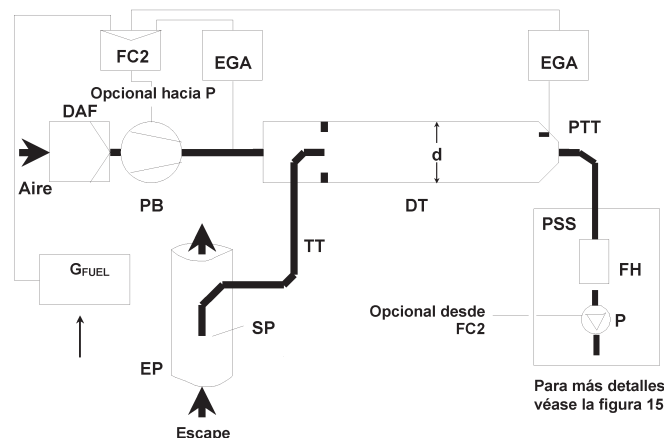 FC2
EGA
EGA
Opcional hacia P
DAF
PTT
d
Aire
PB
DT
PSS
TT
FH
GFUEL
SP
Opcional desde
FC2
P
EP
Para más detalles
véase la figura 15
Escape